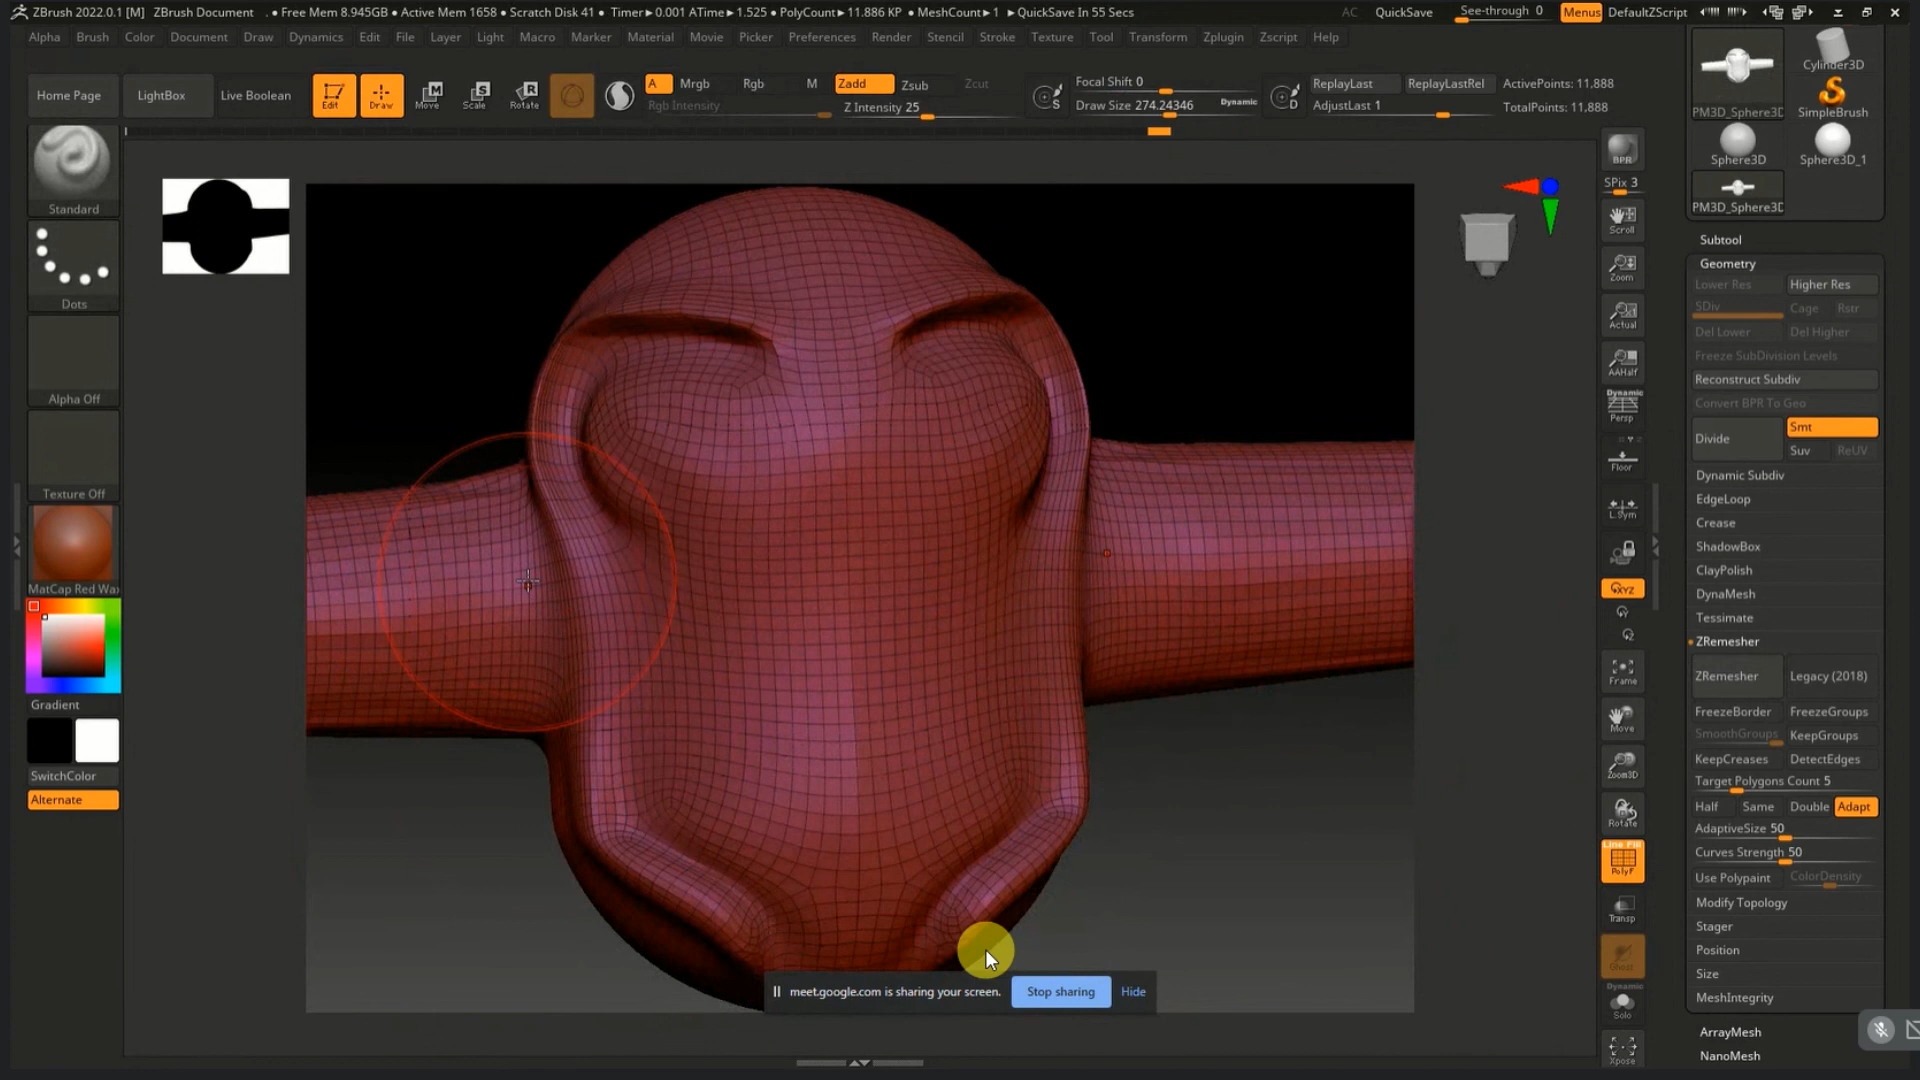 ZBrush 2022.0.1 [M] ZBrush Document . • Free Mem 8.945GB • Active Mem 1658 • Scratch Disk 41 • Timer▸0.001 ATime▸1.525 • PolyCount▸11.886 KP • MeshCount▸1 ▸QuickSave In 55 Secs AC QuickSave See-through 0 Menus DefaultZScript
Alpha Brush Color Document Draw Dynamics Edit File Layer Light Macro Marker Material Movie Picker Preferences Render Stencil Stroke Texture Tool Transform Zplugin Zscript Help
Home Page LightBox Live Boolean
Edit Draw Move Scale Rotate
A Mrgb Rgb M
Rgb Intensity
Zadd Zsub Zcut
Z Intensity 25
Focal Shift 0
Draw Size 274.24346 Dynamic
ReplayLast ReplayLastRel
AdjustLast 1
ActivePoints: 11,888
TotalPoints: 11,888
Standard
Dots
Alpha Off
Texture Off
MatCap Red Wax
Gradient
SwitchColor
Alternate
BPR
SPix 3
Scroll
Zoom
Actual
AAHalf
Dynamic
Persp
Floor
L.Sym
XYZ
Frame
Move
Zoom3D
Rotate
Line Fill
PolyF
Transp
Ghost
Dynamic
Solo
Xpose
Cylinder3D
PM3D_Sphere3D SimpleBrush
Sphere3D Sphere3D_1
PM3D_Sphere3D
Subtool
Geometry
Lower Res Higher Res
SDiv Cage Rstr
Del Lower Del Higher
Freeze SubDivision Levels
Reconstruct Subdiv
Convert BPR To Geo
Divide Smt
Suv ReUV
Dynamic Subdiv
EdgeLoop
Crease
ShadowBox
ClayPolish
DynaMesh
Tessimate
ZRemesher
ZRemesher Legacy (2018)
FreezeBorder FreezeGroups
SmoothGroups KeepGroups
KeepCreases DetectEdges
Target Polygons Count 5
Half Same Double Adapt
AdaptiveSize 50
Curves Strength 50
Use Polypaint ColorDensity
Modify Topology
Stager
Position
Size
MeshIntegrity
ArrayMesh
NanoMesh
meet.google.com is sharing your screen. Stop sharing Hide